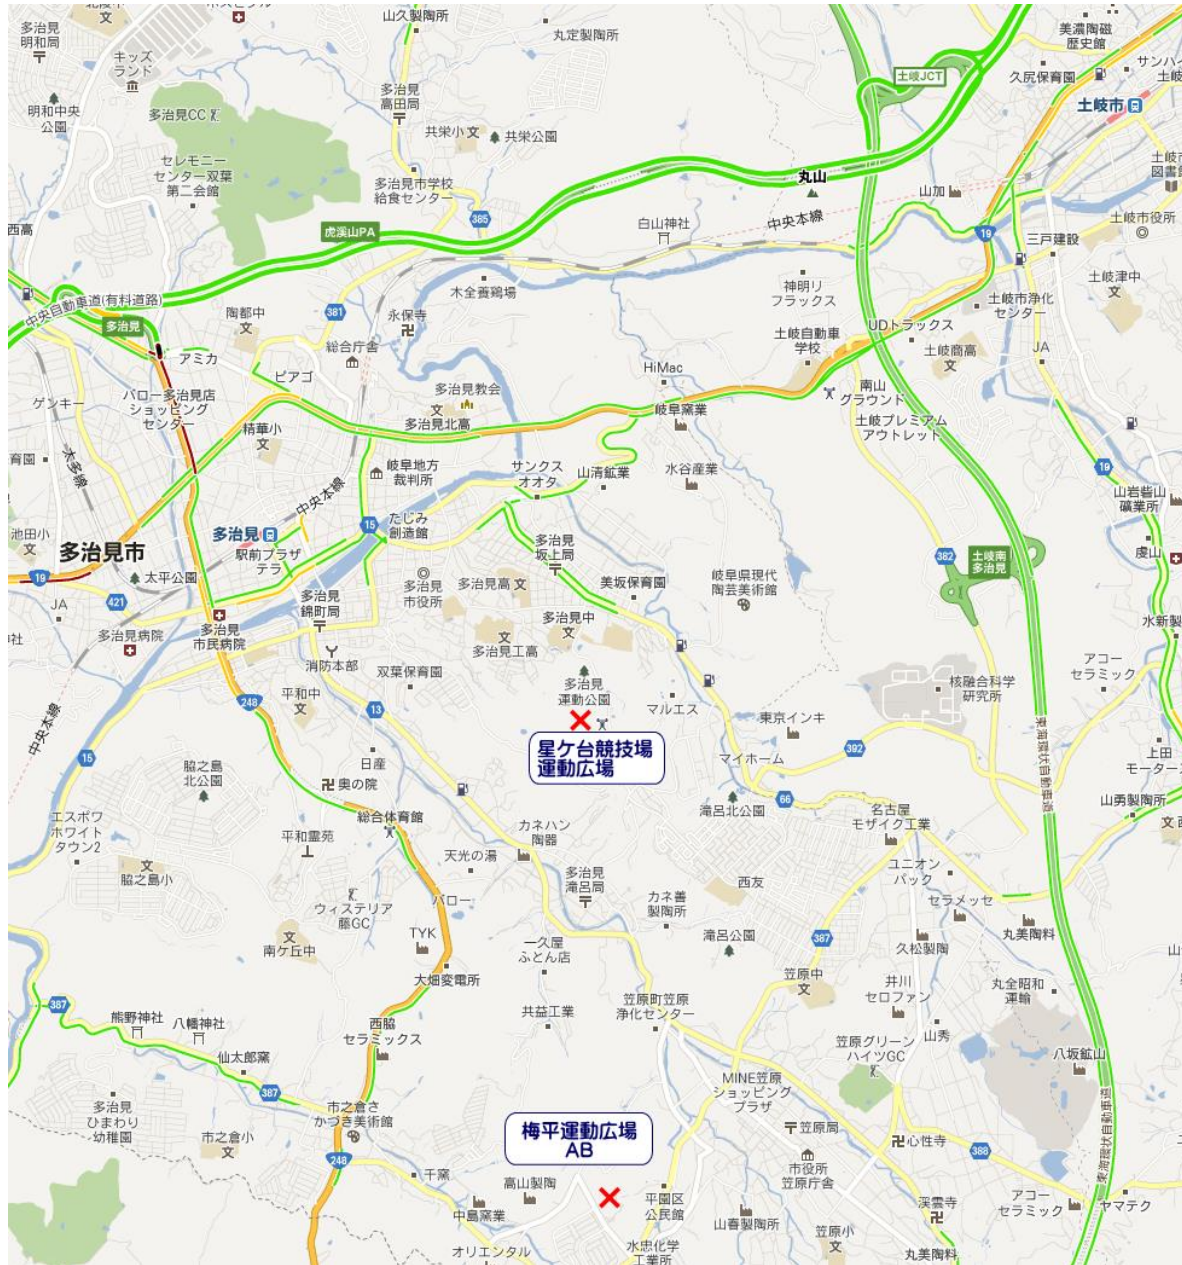 山久製陶所
丸定製陶所
美濃陶磁
歴史館
多治見
明和局
キッズ
ランド
久尻保育園
土岐JCT
土岐市
多治見
高田局
明和中央
公園
多治見CC
共栄小
共栄公園
セレモニー
センター双葉
第二会館
多治見市学校
給食センター
丸山
山加
385
白山神社
中央本線
土岐市役所
西高
虎渓山PA
19
三戸建設
木全養鶏場
神明リ
フラックス
土岐津中
中央自動車道(有料道路)
陶都中
381
永保寺
土岐市浄化
センター
多治見
総合庁舎
UDトラックス
土岐自動車
学校
土岐商高
JA
アミカ
ピアゴ
HiMac
バロー多治見店
ショッピング
センター
ゲンキー
多治見教会
多治見北高
南山
グラウンド
岐阜窯業
土岐プレミアム
アウトレット
精華小
岐阜地方
裁判所
サンクス
オオタ
山清鉱業
水谷産業
19
太多線
中央本線
山岩砦山
礦業所
15
たじみ
創造館
多治見
池田小
多治見市
駅前プラザ
テラ
多治見
坂上局
虔山
382
土岐南
多治見
19
太平公園
多治見
市役所
多治見高
美坂保育園
岐阜県現代
陶芸美術館
JA
421
多治見
錦町局
多治見中
多治見病院
多治見
市民病院
多治見工高
水新製
消防本部
双葉保育園
アコー
セラミック
多治見
運動公園
核融合科学
研究所
248
平和中
13
マルエス
東京インキ
中央本線
星ケ台競技場
運動広場
392
東海環状自動車道
15
日産
マイホーム
上田
モータース
脇之島
北公園
奥の院
66
滝呂北公園
名古屋
モザイク工業
山勇製陶所
エスポワ
ホワイト
タウン2
総合体育館
カネハン
陶器
平和霊苑
天光の湯
ユニオン
パック
脇之島小
多治見
滝呂局
西友
ウィステリア
藤GC
バロー
カネ善
製陶所
セラメッセ
丸美陶料
TYK
387
滝呂公園
久松製陶
南ケ丘中
一久屋
ふとん店
大畑変電所
笠原中
井川
セロファン
丸全昭和
運輸
387
熊野神社
八幡神社
西脇
セラミックス
共益工業
笠原町笠原
浄化センター
山秀
仙太郎窯
笠原グリーン
ハイツGC
八坂鉱山
387
MINE笠原
ショッピング
プラザ
多治見
ひまわり
幼稚園
市之倉さ
かづき美術館
東海環状自動車道
市之倉小
梅平運動広場
AB
笠原局
心性寺
388
248
市役所
笠原庁舎
千窯
高山製陶
平園区
公民館
渓雲寺
アコー
セラミック
ヤマテク
中島窯業
山春製陶所
笠原小
オリエンタル
水忠化学
工業所
丸美陶料